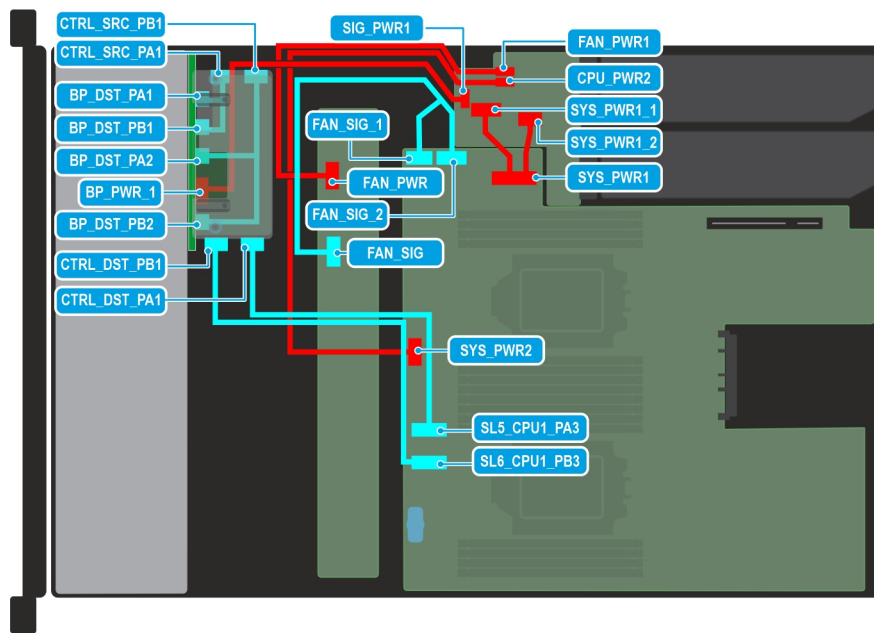 CTRL_SRC_PB1
SIG_PWR1
FAN_PWR1
CTRL_SRC_PA1
CPU_PWR2
BP_DST_PA1
SYS_PWR1_1
BP_DST_PB1
FAN_SIG_1
SYS_PWR1_2
BP_DST_PA2
SYS_PWR1
BP_PWR_1
FAN_PWR
FAN_SIG_2
BP_DST_PB2
FAN_SIG
CTRL_DST_PB1
CTRL_DST_PA1
SYS_PWR2
SL5_CPU1_PA3
SL6_CPU1_PB3